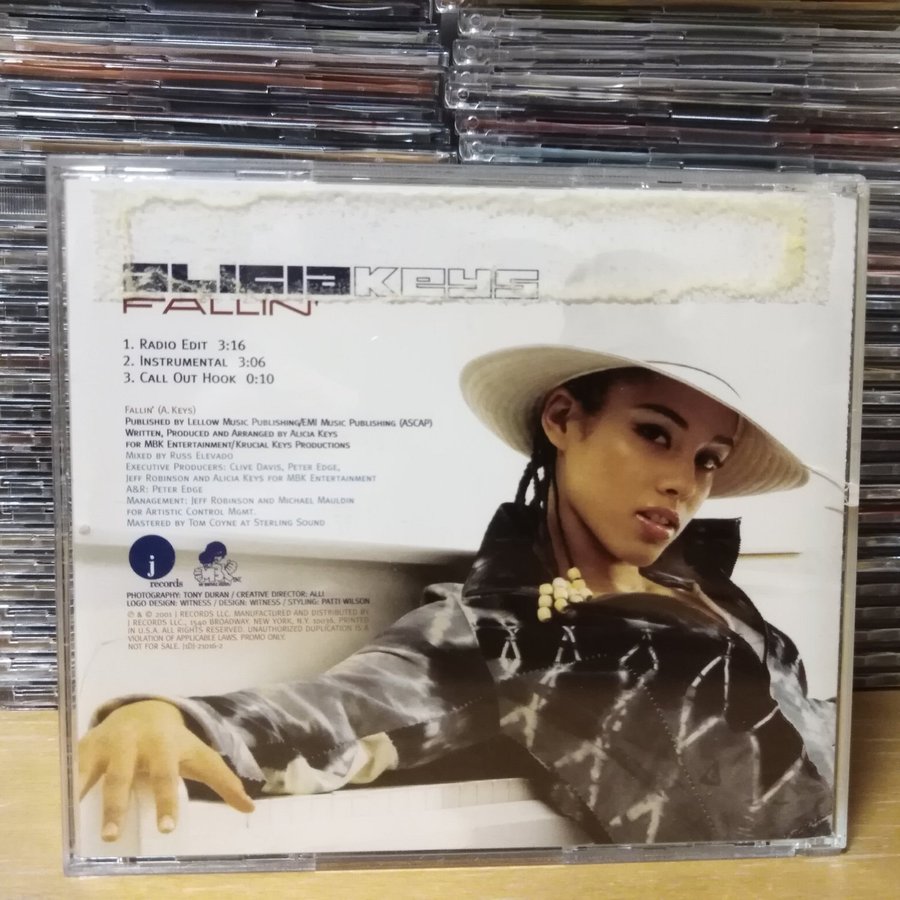 alicia keys
FALLIN'
1. RADIO EDIT 3:16
2. INSTRUMENTAL 3:06
3. CALL OUT HOOK 0:10
FALLIN' (A. KEYS)
PUBLISHED BY LELLOW MUSIC PUBLISHING/EMI MUSIC PUBLISHING (ASCAP)
WRITTEN, PRODUCED AND ARRANGED BY ALICIA KEYS
FOR MBK ENTERTAINMENT/KRUCIAL KEYS PRODUCTIONS
MIXED BY RUSS ELEVADO
EXECUTIVE PRODUCERS: CLIVE DAVIS, PETER EDGE,
JEFF ROBINSON AND ALICIA KEYS FOR MBK ENTERTAINMENT
A&R: PETER EDGE
MANAGEMENT: JEFF ROBINSON AND MICHAEL MAULDIN
FOR ARTISTIC CONTROL MGMT.
MASTERED BY TOM COYNE AT STERLING SOUND
j
records
MBK
PHOTOGRAPHY: TONY DURAN / CREATIVE DIRECTOR: ALLI
LOGO DESIGN: WITNESS / DESIGN: WITNESS / STYLING: PATTI WILSON
℗ & © 2001 J RECORDS LLC. MANUFACTURED AND DISTRIBUTED BY
J RECORDS LLC., 1540 BROADWAY. NEW YORK, N.Y. 10036. PRINTED
IN U.S.A. ALL RIGHTS RESERVED. UNAUTHORIZED DUPLICATION IS A
VIOLATION OF APPLICABLE LAWS. PROMO ONLY.
NOT FOR SALE. J1DJ-21016-2